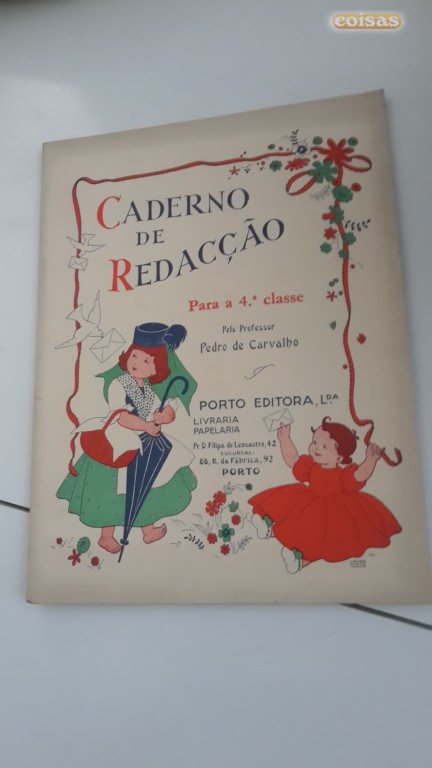 coisas
CADERNO
DE
REDACÇÃO
Para a 4.ª classe
Pelo Professor
Pedro de Carvalho
PORTO EDITORA, L.DA
LIVRARIA
PAPELARIA
Pr. D. Filipa de Lencastre, 42
SUCURSAL:
88, R. da Fábrica, 92
PORTO